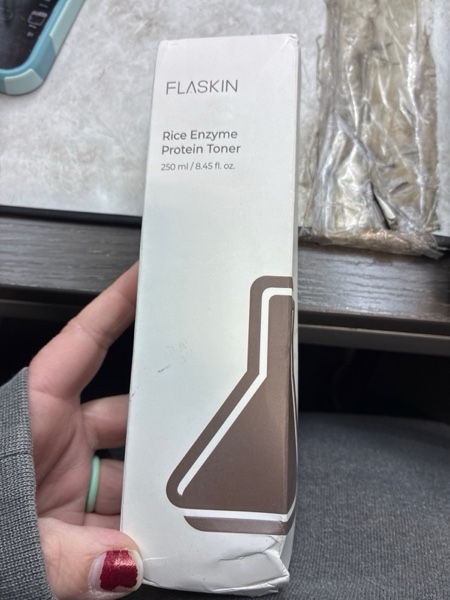 FLASKIN
Rice Enzyme
Protein Toner
250 ml / 8.45 fl. oz.